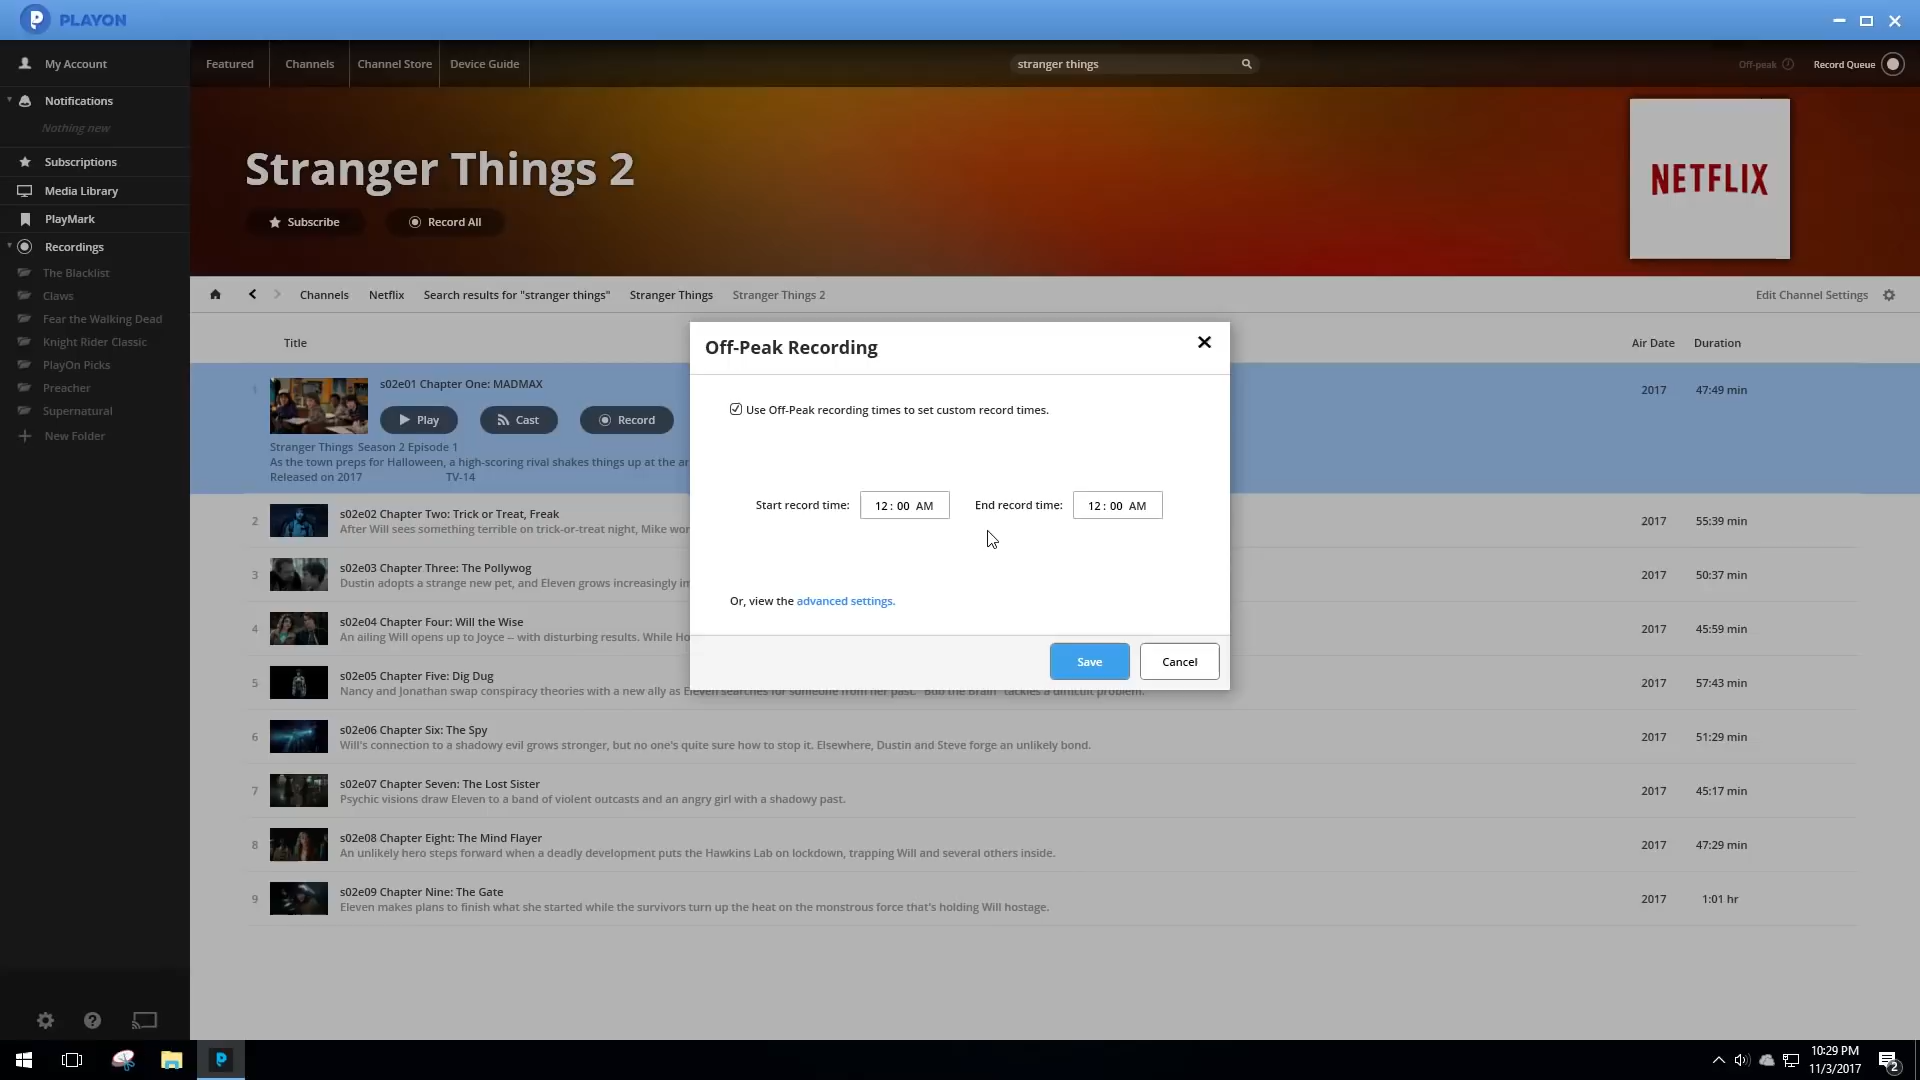 PLAYON
My Account
Notifications
Nothing new
Subscriptions
Media Library
PlayMark
Recordings
The Blacklist
Claws
Fear the Walking Dead
Knight Rider Classic
PlayOn Picks
Preacher
Supernatural
New Folder
Featured Channels Channel Store Device Guide
stranger things
Off-peak Record Queue
Stranger Things 2
Subscribe Record All
NETFLIX
Channels Netflix Search results for "stranger things" Stranger Things Stranger Things 2
Edit Channel Settings
Title Air Date Duration
1 s02e01 Chapter One: MADMAX 2017 47:49 min
Play Cast Record
Stranger Things Season 2 Episode 1
As the town preps for Halloween, a high-scoring rival shakes things up at the
Released on 2017 TV-14
2 s02e02 Chapter Two: Trick or Treat, Freak 2017 55:39 min
After Will sees something terrible on trick-or-treat night, Mike
3 s02e03 Chapter Three: The Pollywog 2017 50:37 min
Dustin adopts a strange new pet, and Eleven grows increasingly
4 s02e04 Chapter Four: Will the Wise 2017 45:59 min
An ailing Will opens up to Joyce -- with disturbing results. While
5 s02e05 Chapter Five: Dig Dug 2017 57:43 min
Nancy and Jonathan swap conspiracy theories with a new ally as Eleven searches for someone from her past. "Bob the Brain" tackles a difficult problem.
6 s02e06 Chapter Six: The Spy 2017 51:29 min
Will's connection to a shadowy evil grows stronger, but no one's quite sure how to stop it. Elsewhere, Dustin and Steve forge an unlikely bond.
7 s02e07 Chapter Seven: The Lost Sister 2017 45:17 min
Psychic visions draw Eleven to a band of violent outcasts and an angry girl with a shadowy past.
8 s02e08 Chapter Eight: The Mind Flayer 2017 47:29 min
An unlikely hero steps forward when a deadly development puts the Hawkins Lab on lockdown, trapping Will and several others inside.
9 s02e09 Chapter Nine: The Gate 2017 1:01 hr
Eleven makes plans to finish what she started while the survivors turn up the heat on the monstrous force that's holding Will hostage.
Off-Peak Recording
Use Off-Peak recording times to set custom record times.
Start record time: 12 : 00 AM End record time: 12 : 00 AM
Or, view the advanced settings.
Save Cancel
10:29 PM
11/3/2017
2